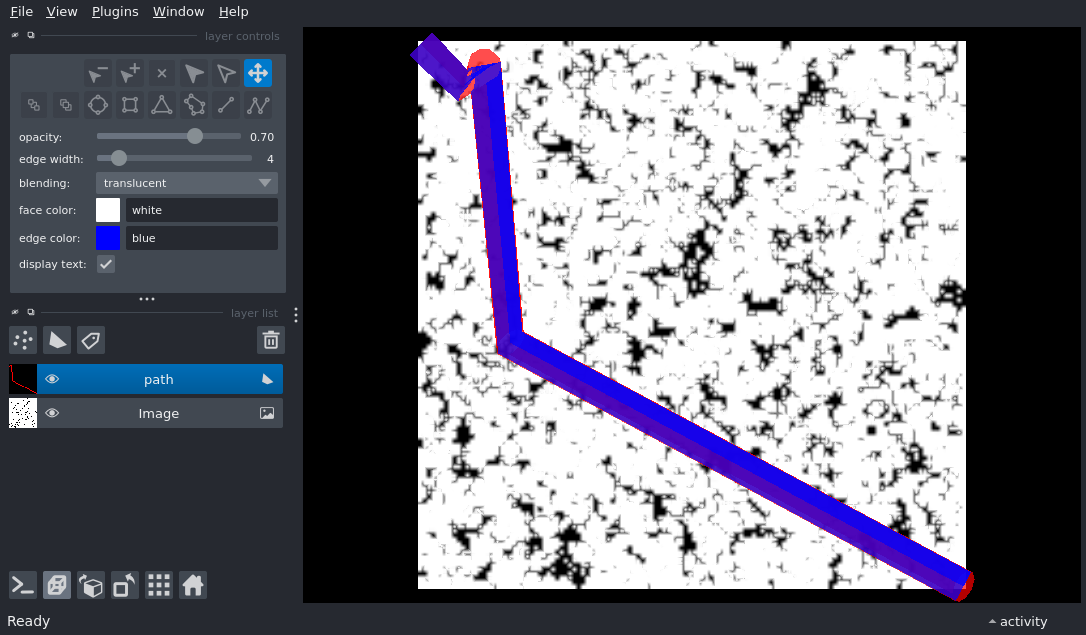 File View Plugins Window Help
layer controls
opacity: 0.70
edge width: 4
blending: translucent
face color: white
edge color: blue
display text:
layer list
path
Image
Ready
activity